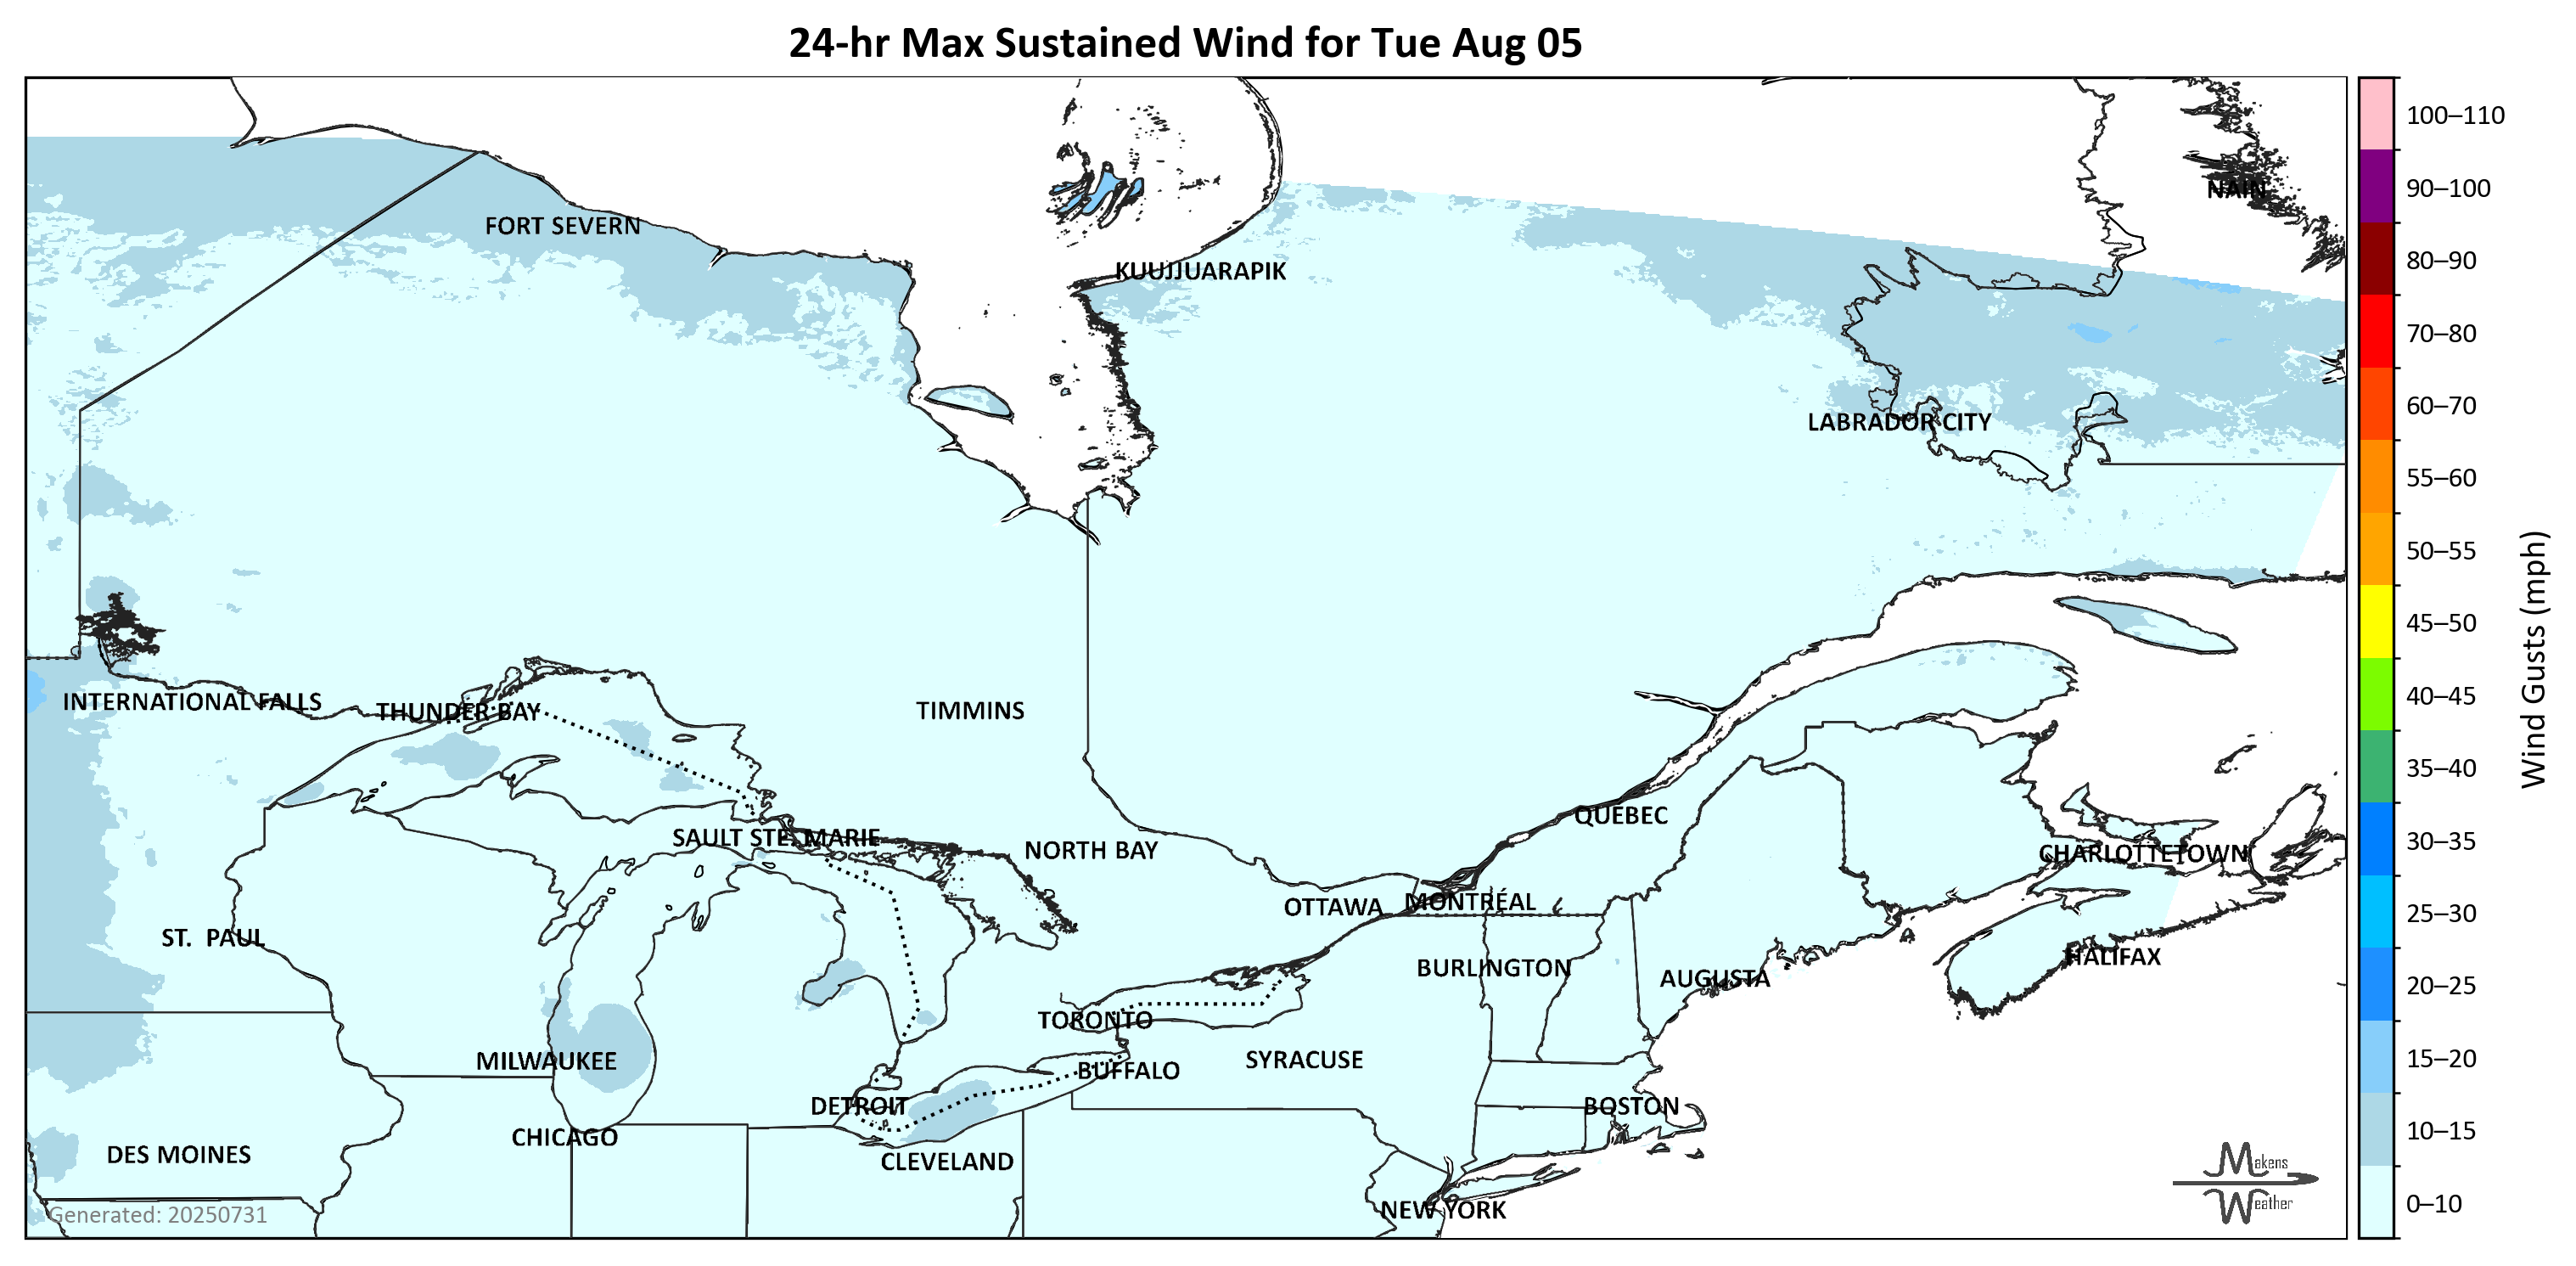 24-hr Max Sustained Wind for Tue Aug 05
100–110
90–100
80–90
70–80
60–70
55–60
50–55
45–50
40–45
35–40
30–35
25–30
20–25
15–20
10–15
0–10
Wind Gusts (mph)
NAIN
FORT SEVERN
KUUJJUARAPIK
LABRADOR CITY
INTERNATIONAL FALLS
THUNDER BAY
TIMMINS
QUEBEC
SAULT STE. MARIE
NORTH BAY
CHARLOTTETOWN
OTTAWA
MONTRÉAL
ST. PAUL
HALIFAX
BURLINGTON
AUGUSTA
TORONTO
MILWAUKEE
SYRACUSE
BUFFALO
DETROIT
BOSTON
CHICAGO
DES MOINES
CLEVELAND
NEW YORK
Makens
Weather
Generated: 20250731